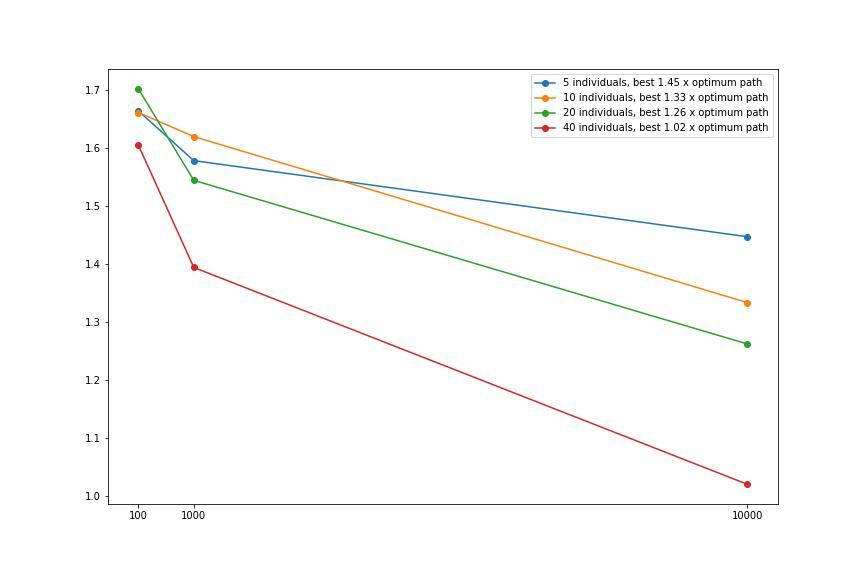 5 individuals, best 1.45 x optimum path
10 individuals, best 1.33 x optimum path
20 individuals, best 1.26 x optimum path
40 individuals, best 1.02 x optimum path
1.7
1.6
1.5
1.4
1.3
1.2
1.1
1.0
100 1000 10000